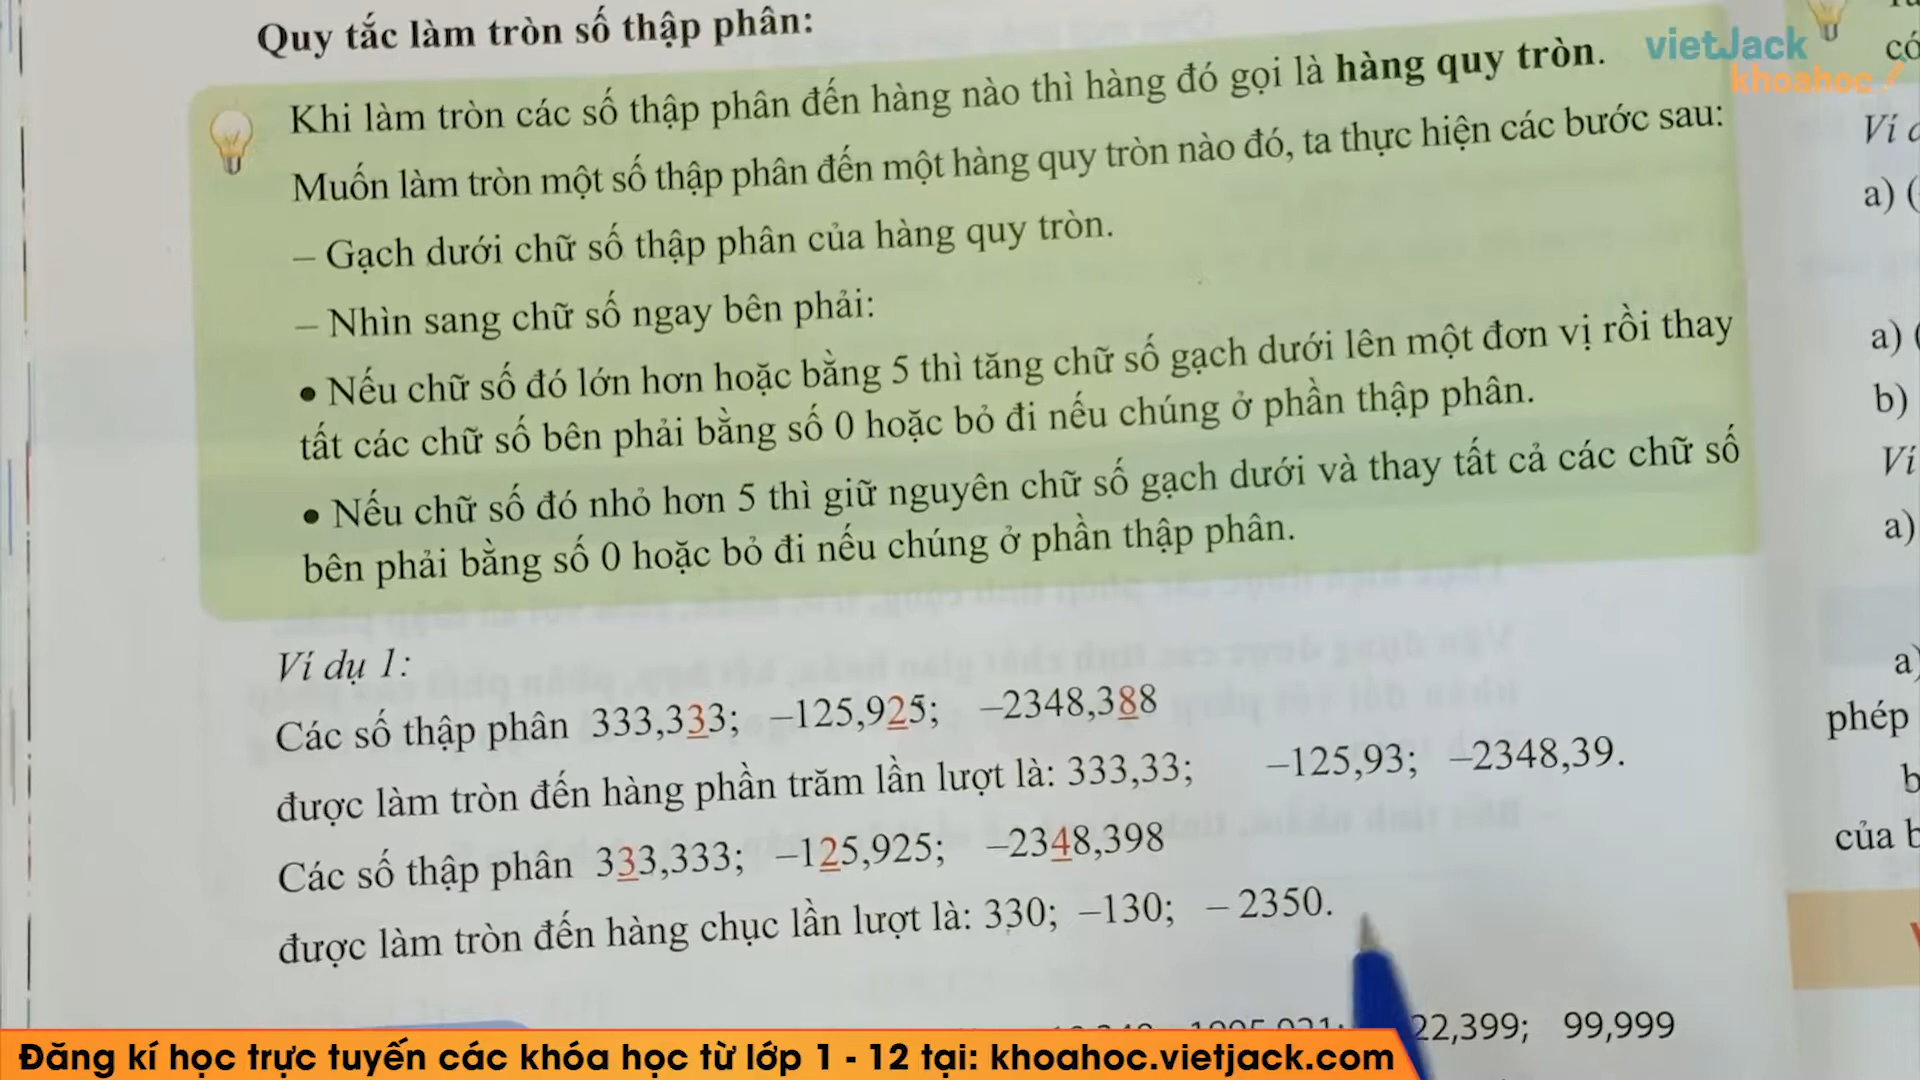 Quy tắc làm tròn số thập phân:
Khi làm tròn các số thập phân đến hàng nào thì hàng đó gọi là hàng quy tròn.
Muốn làm tròn một số thập phân đến một hàng quy tròn nào đó, ta thực hiện các bước sau:
– Gạch dưới chữ số thập phân của hàng quy tròn.
– Nhìn sang chữ số ngay bên phải:
• Nếu chữ số đó lớn hơn hoặc bằng 5 thì tăng chữ số gạch dưới lên một đơn vị rồi thay
tất các chữ số bên phải bằng số 0 hoặc bỏ đi nếu chúng ở phần thập phân.
• Nếu chữ số đó nhỏ hơn 5 thì giữ nguyên chữ số gạch dưới và thay tất cả các chữ số
bên phải bằng số 0 hoặc bỏ đi nếu chúng ở phần thập phân.
Ví dụ 1:
Các số thập phân 333,333; –125,925; –2348,388
được làm tròn đến hàng phần trăm lần lượt là: 333,33; –125,93; –2348,39.
Các số thập phân 333,333; –125,925; –2348,398
được làm tròn đến hàng chục lần lượt là: 330; –130; – 2350.
22,399; 99,999
vietJack
khoahoc
có
Ví
a) (
a) (
b)
Ví
a)
a)
phép
b
của b
Đăng kí học trực tuyến các khóa học từ lớp 1 - 12 tại: khoahoc.vietjack.com